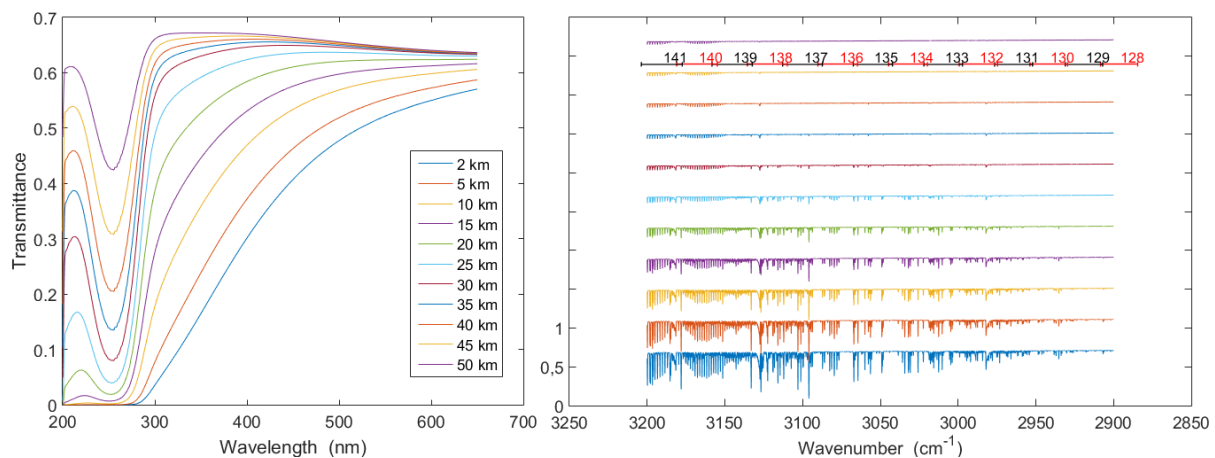 0.7
0.6
0.5
0.4
0.3
0.2
0.1
0
Transmittance
200 300 400 500 600 700
Wavelength (nm)
2 km
5 km
10 km
15 km
20 km
25 km
30 km
35 km
40 km
45 km
50 km
141 140 139 138 137 136 135 134 133 132 131 130 129 128
1
0,5
0
3250 3200 3150 3100 3050 3000 2950 2900 2850
Wavenumber (cm-1)